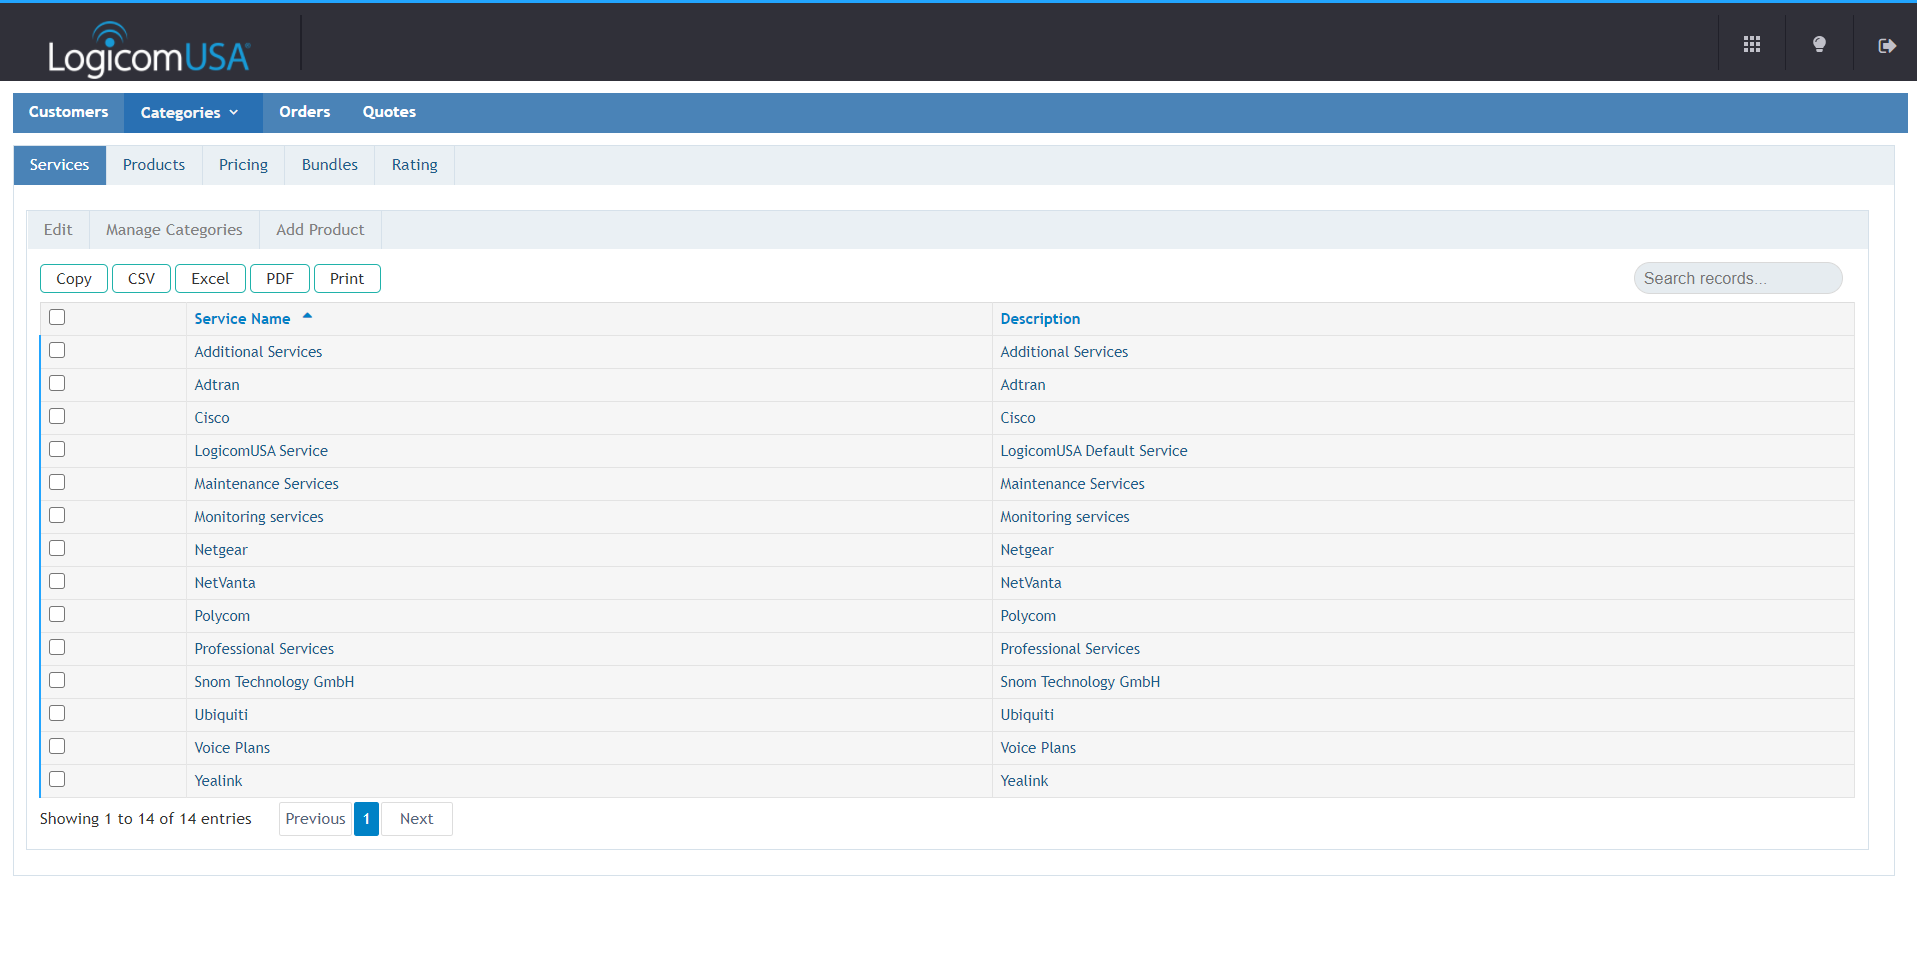 LogicomUSA
Customers Categories Orders Quotes
Services Products Pricing Bundles Rating
Edit Manage Categories Add Product
Copy CSV Excel PDF Print Search records...
Service Name Description
Additional Services Additional Services
Adtran Adtran
Cisco Cisco
LogicomUSA Service LogicomUSA Default Service
Maintenance Services Maintenance Services
Monitoring services Monitoring services
Netgear Netgear
NetVanta NetVanta
Polycom Polycom
Professional Services Professional Services
Snom Technology GmbH Snom Technology GmbH
Ubiquiti Ubiquiti
Voice Plans Voice Plans
Yealink Yealink
Showing 1 to 14 of 14 entries Previous 1 Next